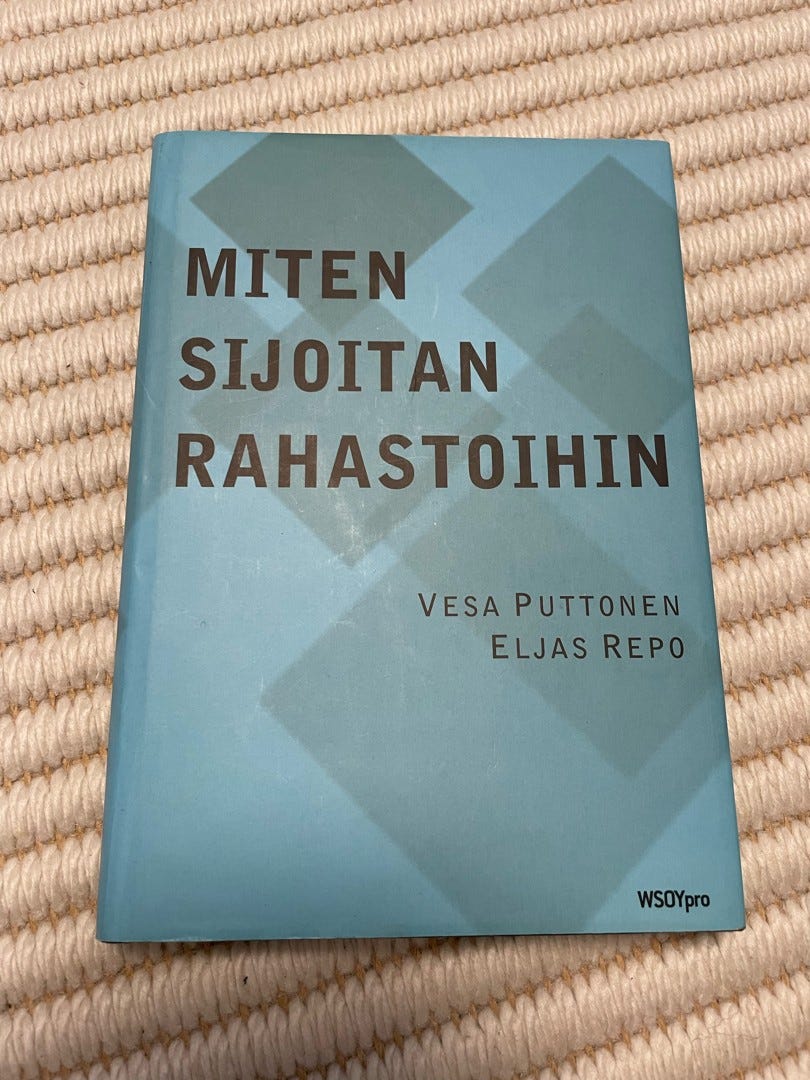 MITEN
SIJOITAN
RAHASTOIHIN
VESA PUTTONEN
ELJAS REPO
WSOYpro